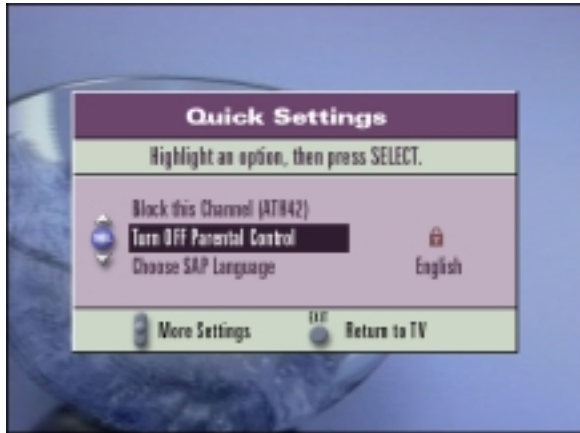 Quick Settings
Highlight an option, then press SELECT.
Block this Channel (ATH42)
Turn OFF Parental Control
Choose SAP Language English
More Settings EXIT Return to TV